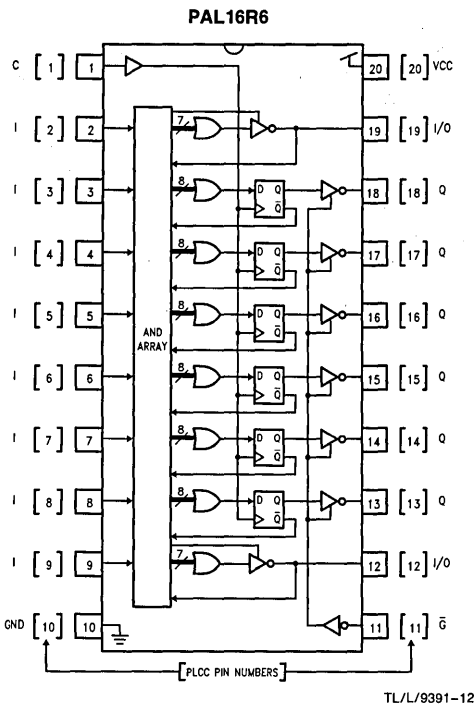 PAL16R6
C [1] 1 20 [20] VCC
I [2] 2 7 19 [19] I/O
I [3] 3 8 D Q Q̅ 18 [18] Q
I [4] 4 8 D Q Q̅ 17 [17] Q
I [5] 5 8 D Q Q̅ 16 [16] Q
AND
ARRAY
I [6] 6 8 D Q Q̅ 15 [15] Q
I [7] 7 8 D Q Q̅ 14 [14] Q
I [8] 8 8 D Q Q̅ 13 [13] Q
I [9] 9 7 12 [12] I/O
GND [10] 10 11 [11] G̅
[PLCC PIN NUMBERS]
TL/L/9391-12